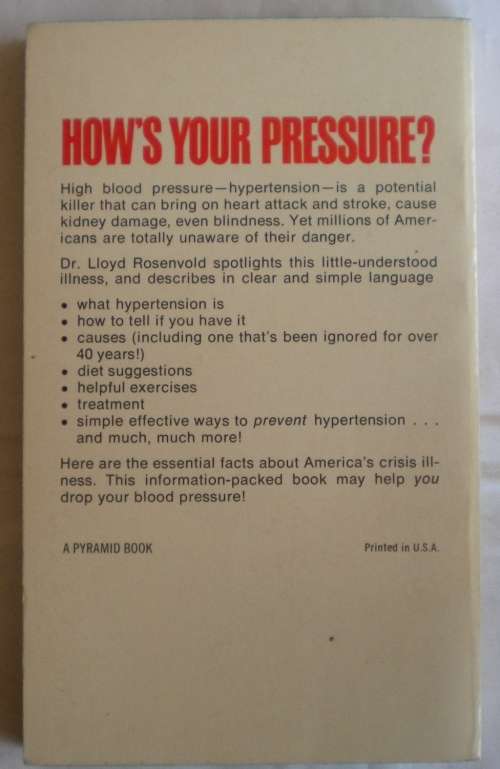 HOW'S YOUR PRESSURE?
High blood pressure—hypertension—is a potential
killer that can bring on heart attack and stroke, cause
kidney damage, even blindness. Yet millions of Amer-
icans are totally unaware of their danger.
Dr. Lloyd Rosenvold spotlights this little-understood
illness, and describes in clear and simple language
• what hypertension is
• how to tell if you have it
• causes (including one that's been ignored for over
40 years!)
• diet suggestions
• helpful exercises
• treatment
• simple effective ways to prevent hypertension . . .
and much, much more!
Here are the essential facts about America's crisis ill-
ness. This information-packed book may help you
drop your blood pressure!
A PYRAMID BOOK Printed in U.S.A.